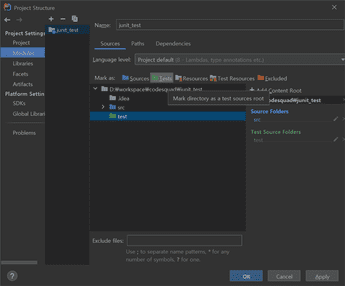 Project Structure
Name: junit_test
junit_test
Project Settings
Project
Modules
Libraries
Facets
Artifacts
Platform Settings
SDKs
Global Libra
Problems
Sources Paths Dependencies
Language level: Project default - Lambdas, type annotations etc.)
Mark as: Sources Tests Resources Test Resources Excluded
Mark directory as a test sources root
D:#workspace#codesquad#junit_test
.idea
src
test
+ Add Content Root
codesquad#junit_test
Source Folders
src
Test Source Folders
test
Exclude files:
Use ; to separate name patterns, * for any
number of symbols, ? for one.
?
OK Cancel Apply